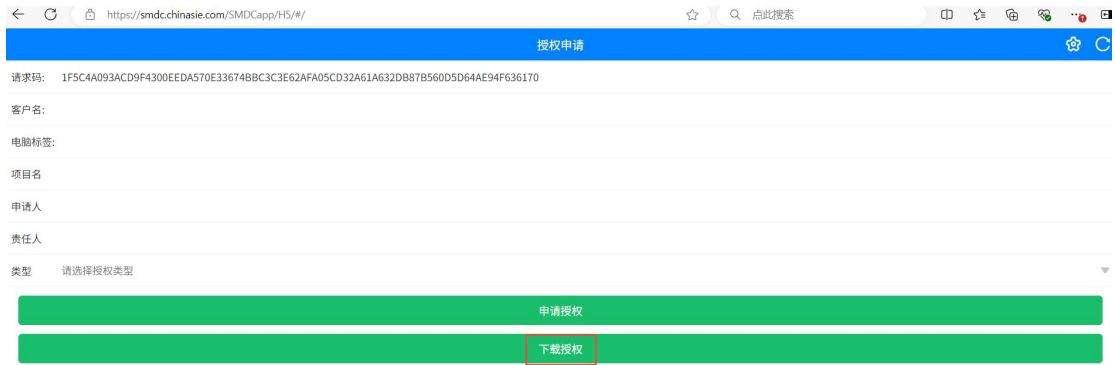 https://smdc.chinasie.com/SMDCapp/H5/#/
点此搜索
授权申请
请求码: 1F5C4A093ACD9F4300EEDA570E33674BBC3C3E62AFA05CD32A61A632DB87B560D5D64AE94F636170
客户名:
电脑标签:
项目名
申请人
责任人
类型 请选择授权类型
申请授权
下载授权